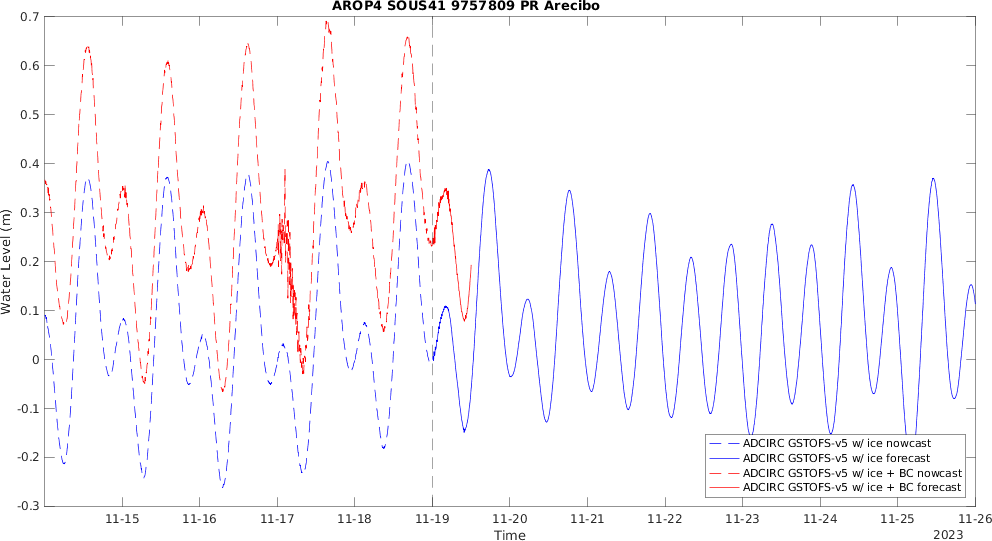 AROP4 SOUS41 9757809 PR Arecibo
0.7
0.6
0.5
0.4
0.3
0.2
0.1
0
-0.1
-0.2
-0.3
Water Level (m)
ADCIRC GSTOFS-v5 w/ ice nowcast
ADCIRC GSTOFS-v5 w/ ice forecast
ADCIRC GSTOFS-v5 w/ ice + BC nowcast
ADCIRC GSTOFS-v5 w/ ice + BC forecast
11-15 11-16 11-17 11-18 11-19 11-20 11-21 11-22 11-23 11-24 11-25 11-26
Time
2023